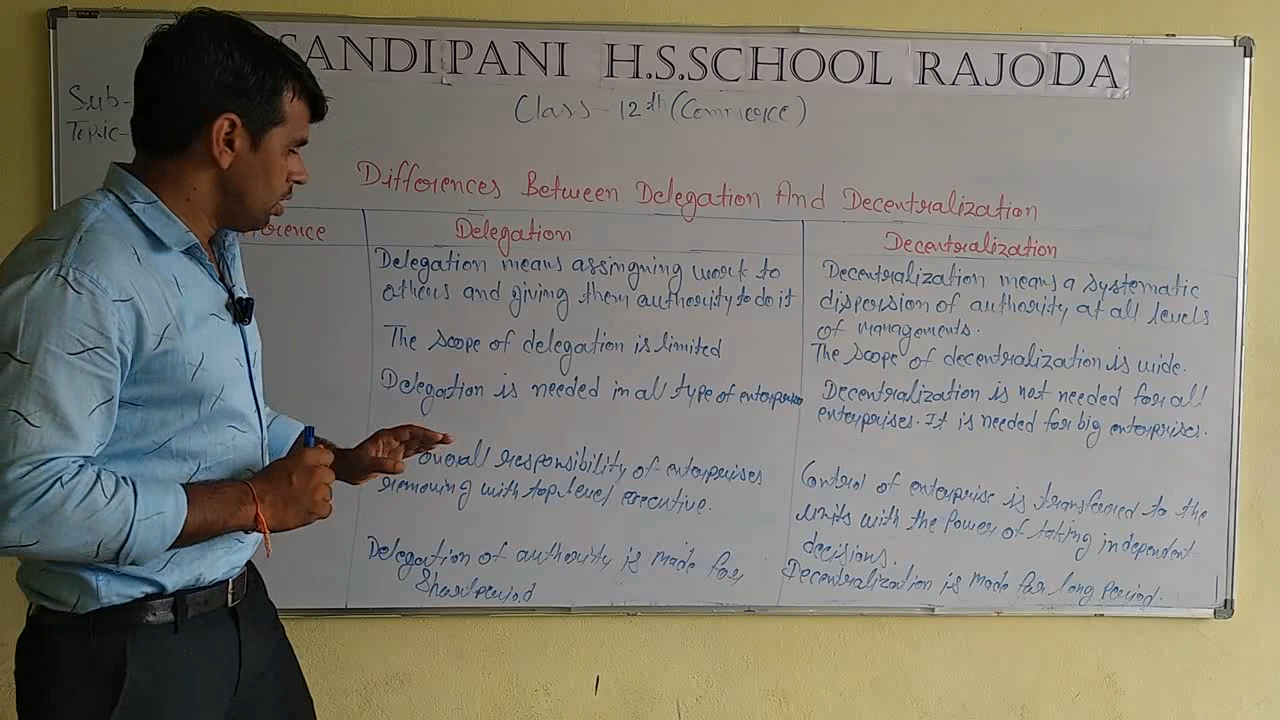 SANDIPANI H.S.SCHOOL RAJODA
Class-12th (Commerce)
Sub-
Topic-
Differences Between Delegation And Decentralization
Delegation
Decentralization
Delegation means assingning work to
others and giving them authority to do it
The scope of delegation is limited
Delegation is needed in all type of enterprises
overall responsibility of enterprises
remowing with top level executive.
Delegation of authority is made for
Short period
Decentralization means a systematic
dispersion of authority at all levels
of managements.
The scope of decentralization is wide.
Decentralization is not needed for all
enterprises. It is needed for big enterprises.
Control of enterprise is transferred to the
units with the Power of taking independent
decisions.
Decentralization is made for long Period.